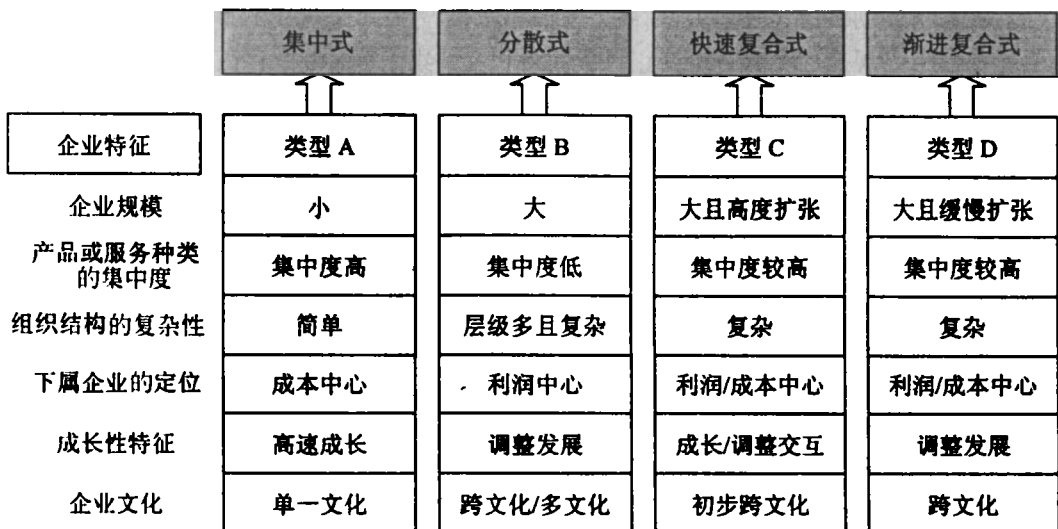 集中式 分散式 快速复合式 渐进复合式
企业特征 类型 A 类型 B 类型 C 类型 D
企业规模 小 大 大且高度扩张 大且缓慢扩张
产品或服务种类
的集中度 集中度高 集中度低 集中度较高 集中度较高
组织结构的复杂性 简单 层级多且复杂 复杂 复杂
下属企业的定位 成本中心 利润中心 利润/成本中心 利润/成本中心
成长性特征 高速成长 调整发展 成长/调整交互 调整发展
企业文化 单一文化 跨文化/多文化 初步跨文化 跨文化